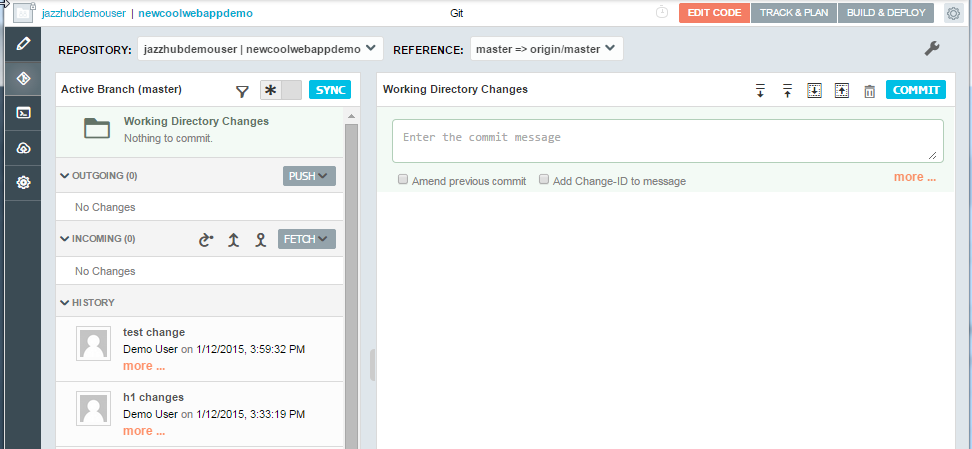 jazzhubdemouser | newcoolwebappdemo
Git
EDIT CODE
TRACK & PLAN
BUILD & DEPLOY
REPOSITORY:
jazzhubdemouser | newcoolwebappdemo
REFERENCE:
master => origin/master
Active Branch (master)
SYNC
Working Directory Changes
Nothing to commit.
OUTGOING (0)
PUSH
No Changes
INCOMING (0)
FETCH
No Changes
HISTORY
test change
Demo User on 1/12/2015, 3:59:32 PM
more ...
h1 changes
Demo User on 1/12/2015, 3:33:19 PM
more ...
Working Directory Changes
COMMIT
Enter the commit message
Amend previous commit
Add Change-ID to message
more ...